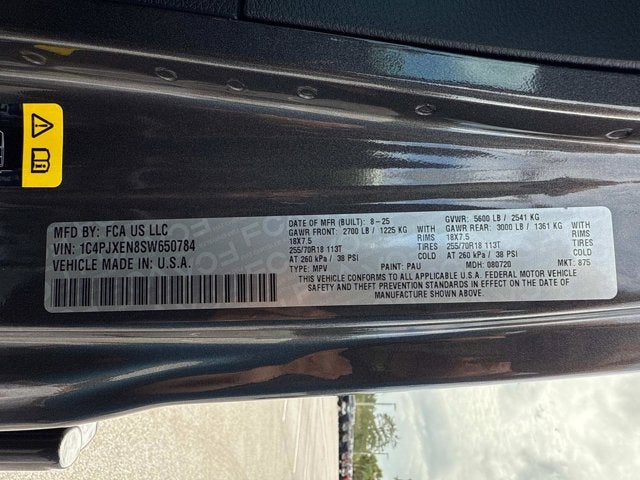 MFD BY: FCA US LLC
VIN: 1C4PJXEN8SW650784
VEHICLE MADE IN: U.S.A.
DATE OF MFR (BUILT): 8-25 GVWR: 5600 LB / 2541 KG
GAWR FRONT: 2700 LB / 1225 KG GAWR REAR: 3000 LB / 1361 KG
18X7.5 RIMS 18X7.5 RIMS
255/70R18 113T TIRES 255/70R18 113T TIRES
AT 260 kPa / 38 PSI COLD AT 260 kPa / 38 PSI COLD
TYPE: MPV PAINT: PAU MDH: 080720 MKT: 875
THIS VEHICLE CONFORMS TO ALL APPLICABLE U.S.A. FEDERAL MOTOR VEHICLE
SAFETY AND THEFT PREVENTION STANDARDS IN EFFECT ON THE DATE OF
MANUFACTURE SHOWN ABOVE.